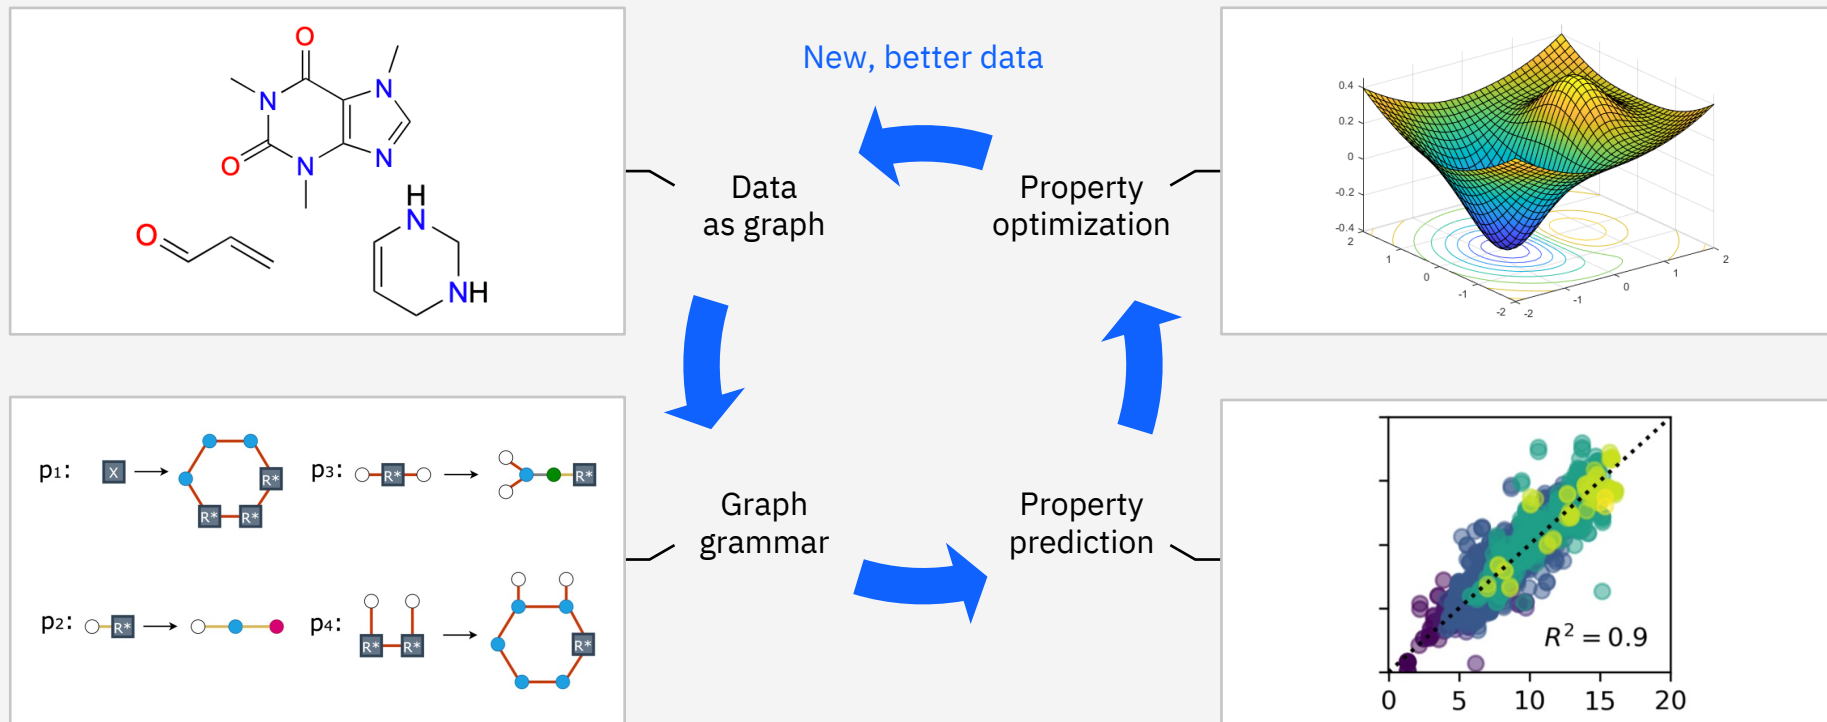 O
N
N
O
N
N
O
H
N
NH
New, better data
Data
as graph
Property
optimization
0.4
0.2
0
-0.2
-0.4
2
1
0
-1
-2
-2
-1
0
1
2
p1:
X
R*
R*
R*
p3:
R*
R*
p2:
R*
p4:
R*
R*
R*
Graph
grammar
Property
prediction
R² = 0.9
0 5 10 15 20